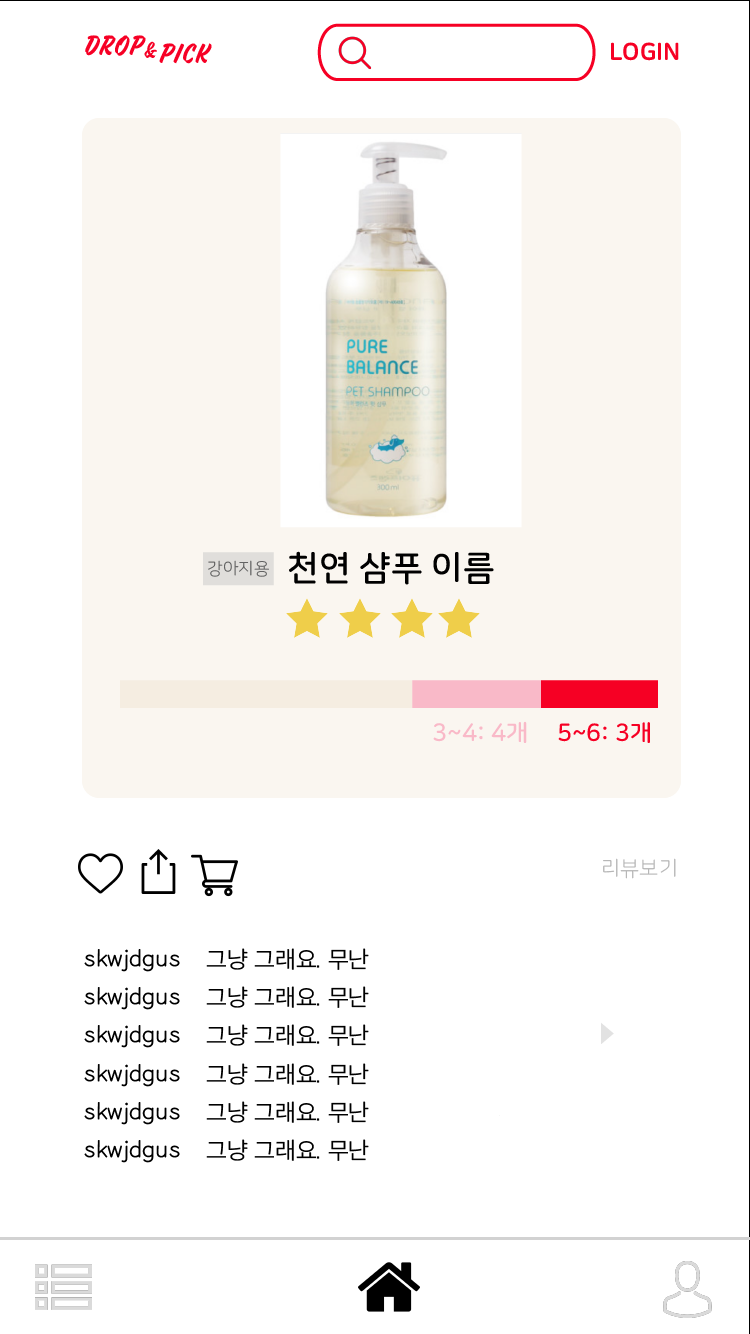 DROP & PICK
LOGIN
PURE
BALANCE
PET SHAMPOO
300ml
강아지용 천연 샴푸 이름
3~4: 4개 5~6: 3개
리뷰보기
skwjdgus 그냥 그래요. 무난
skwjdgus 그냥 그래요. 무난
skwjdgus 그냥 그래요. 무난
skwjdgus 그냥 그래요. 무난
skwjdgus 그냥 그래요. 무난
skwjdgus 그냥 그래요. 무난